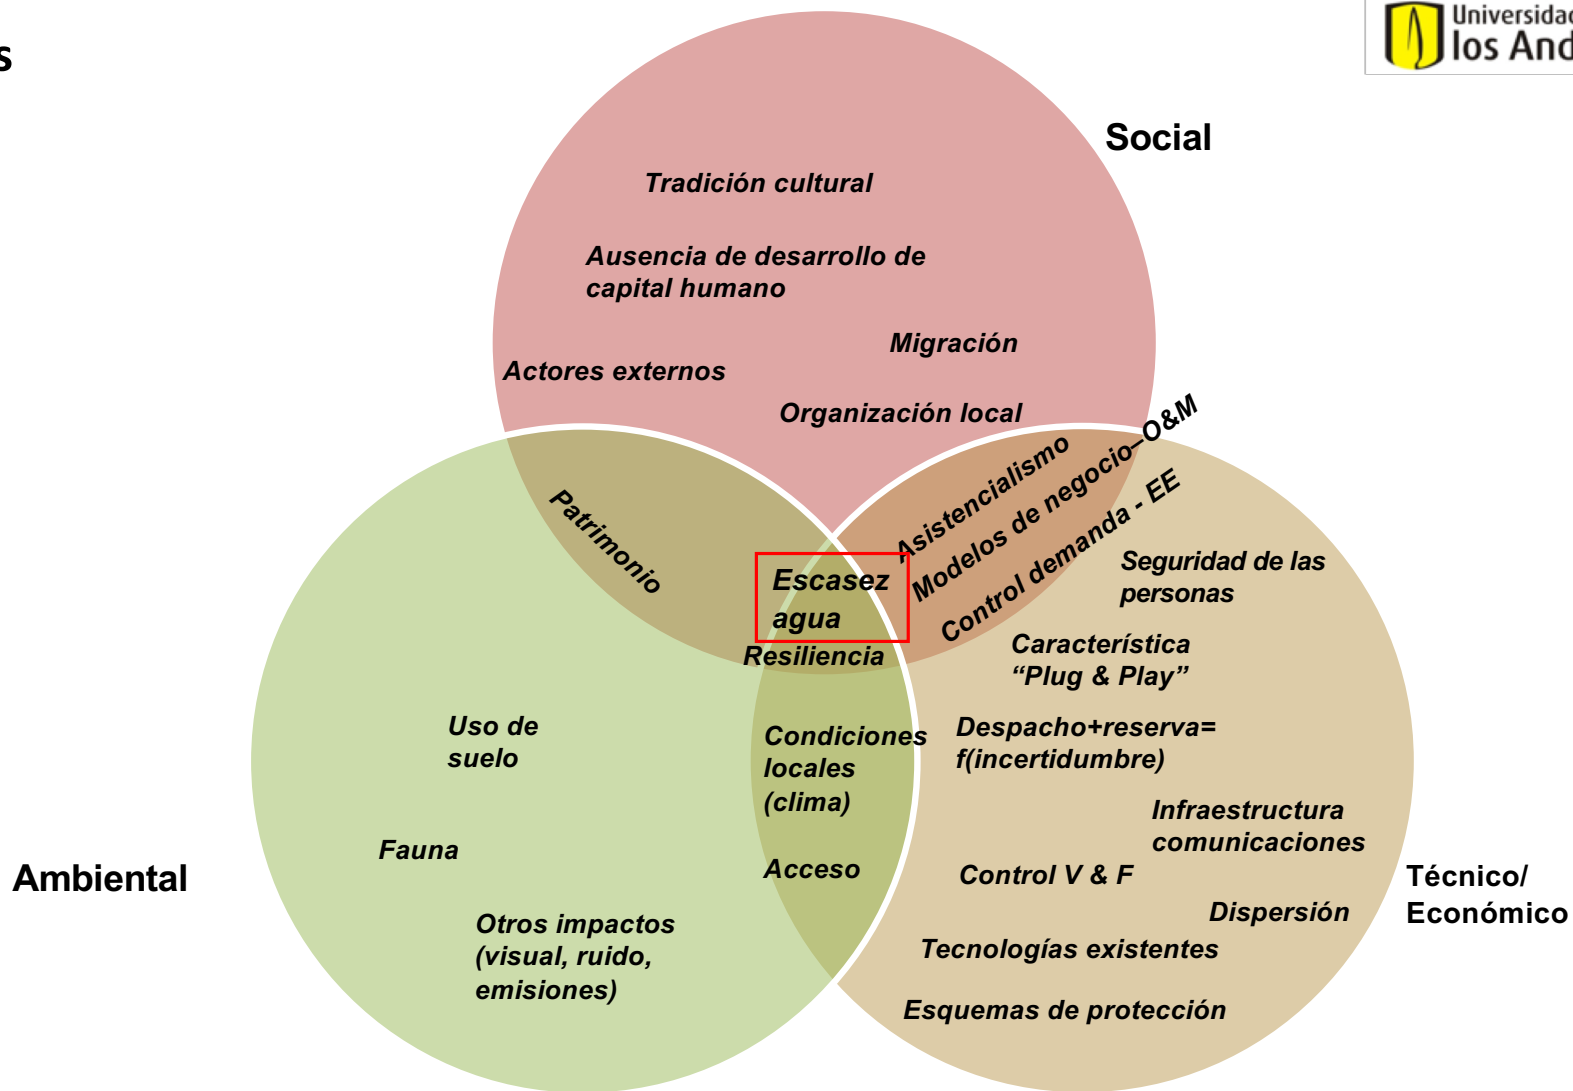 s
Universida
los And
Social
Tradición cultural
Ausencia de desarrollo de
capital humano
Migración
Actores externos
Organización local
Asistencialismo
Modelos de negocio–O&M
Control demanda - EE
Patrimonio
Escasez
agua
Resiliencia
Seguridad de las
personas
Característica
“Plug & Play”
Uso de
suelo
Condiciones
locales
(clima)
Despacho+reserva=
f(incertidumbre)
Infraestructura
comunicaciones
Fauna
Acceso
Control V & F
Ambiental
Técnico/
Económico
Dispersión
Otros impactos
(visual, ruido,
emisiones)
Tecnologías existentes
Esquemas de protección